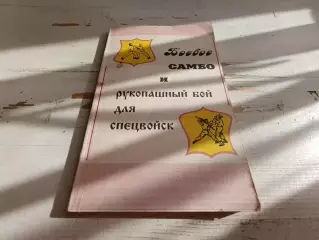 Боевое
САМБО
и
РУКОПАШНЫЙ БОЙ
ДЛЯ
СПЕЦВОЙСК